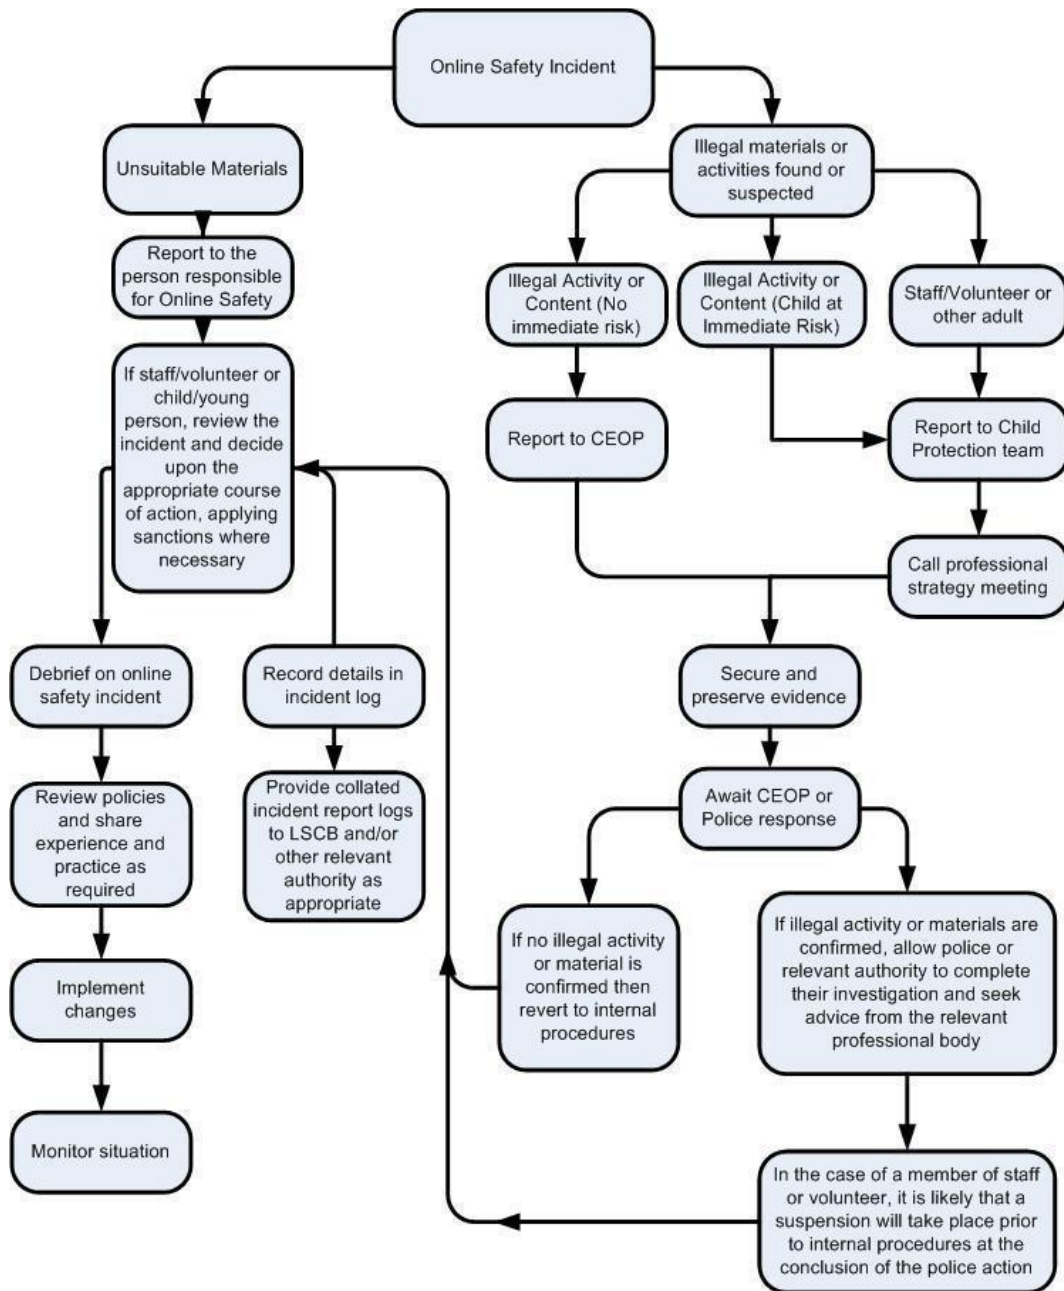 Online Safety Incident
Unsuitable Materials
Report to the
person responsible
for Online Safety
If staff/volunteer or
child/young
person, review the
incident and decide
upon the
appropriate course
of action, applying
sanctions where
necessary
Debrief on online
safety incident
Review policies
and share
experience and
practice as
required
Implement
changes
Monitor situation
Record details in
incident log
Provide collated
incident report logs
to LSCB and/or
other relevant
authority as
appropriate
Illegal materials or
activities found or
suspected
Illegal Activity or
Content (No
immediate risk)
Illegal Activity or
Content (Child at
Immediate Risk)
Staff/Volunteer or
other adult
Report to CEOP
Report to Child
Protection team
Call professional
strategy meeting
Secure and
preserve evidence
Await CEOP or
Police response
If no illegal activity
or material is
confirmed then
revert to internal
procedures
If illegal activity or materials are
confirmed, allow police or
relevant authority to complete
their investigation and seek
advice from the relevant
professional body
In the case of a member of staff
or volunteer, it is likely that a
suspension will take place prior
to internal procedures at the
conclusion of the police action